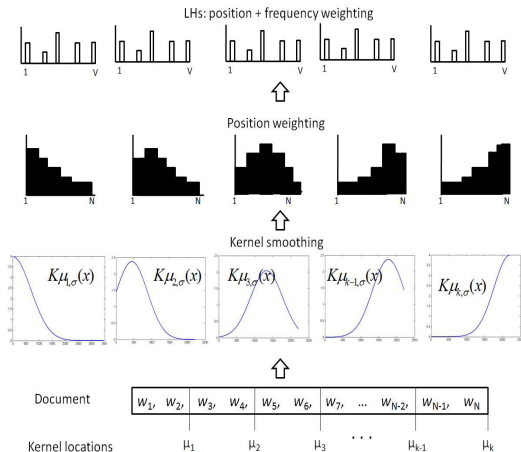 LHs: position + frequency weighting
1 V 1 V 1 V 1 V 1 V
Position weighting
1 N 1 N 1 N 1 N 1 N
Kernel smoothing
Kμ1,σ(x) Kμ2,σ(x) Kμ3,σ(x) Kμk−1,σ(x) Kμk,σ(x)
Document w1, w2, w3, w4, w5, w6, w7, ... wN-2, wN-1, wN
Kernel locations μ1 μ2 μ3 · · · μk-1 μk